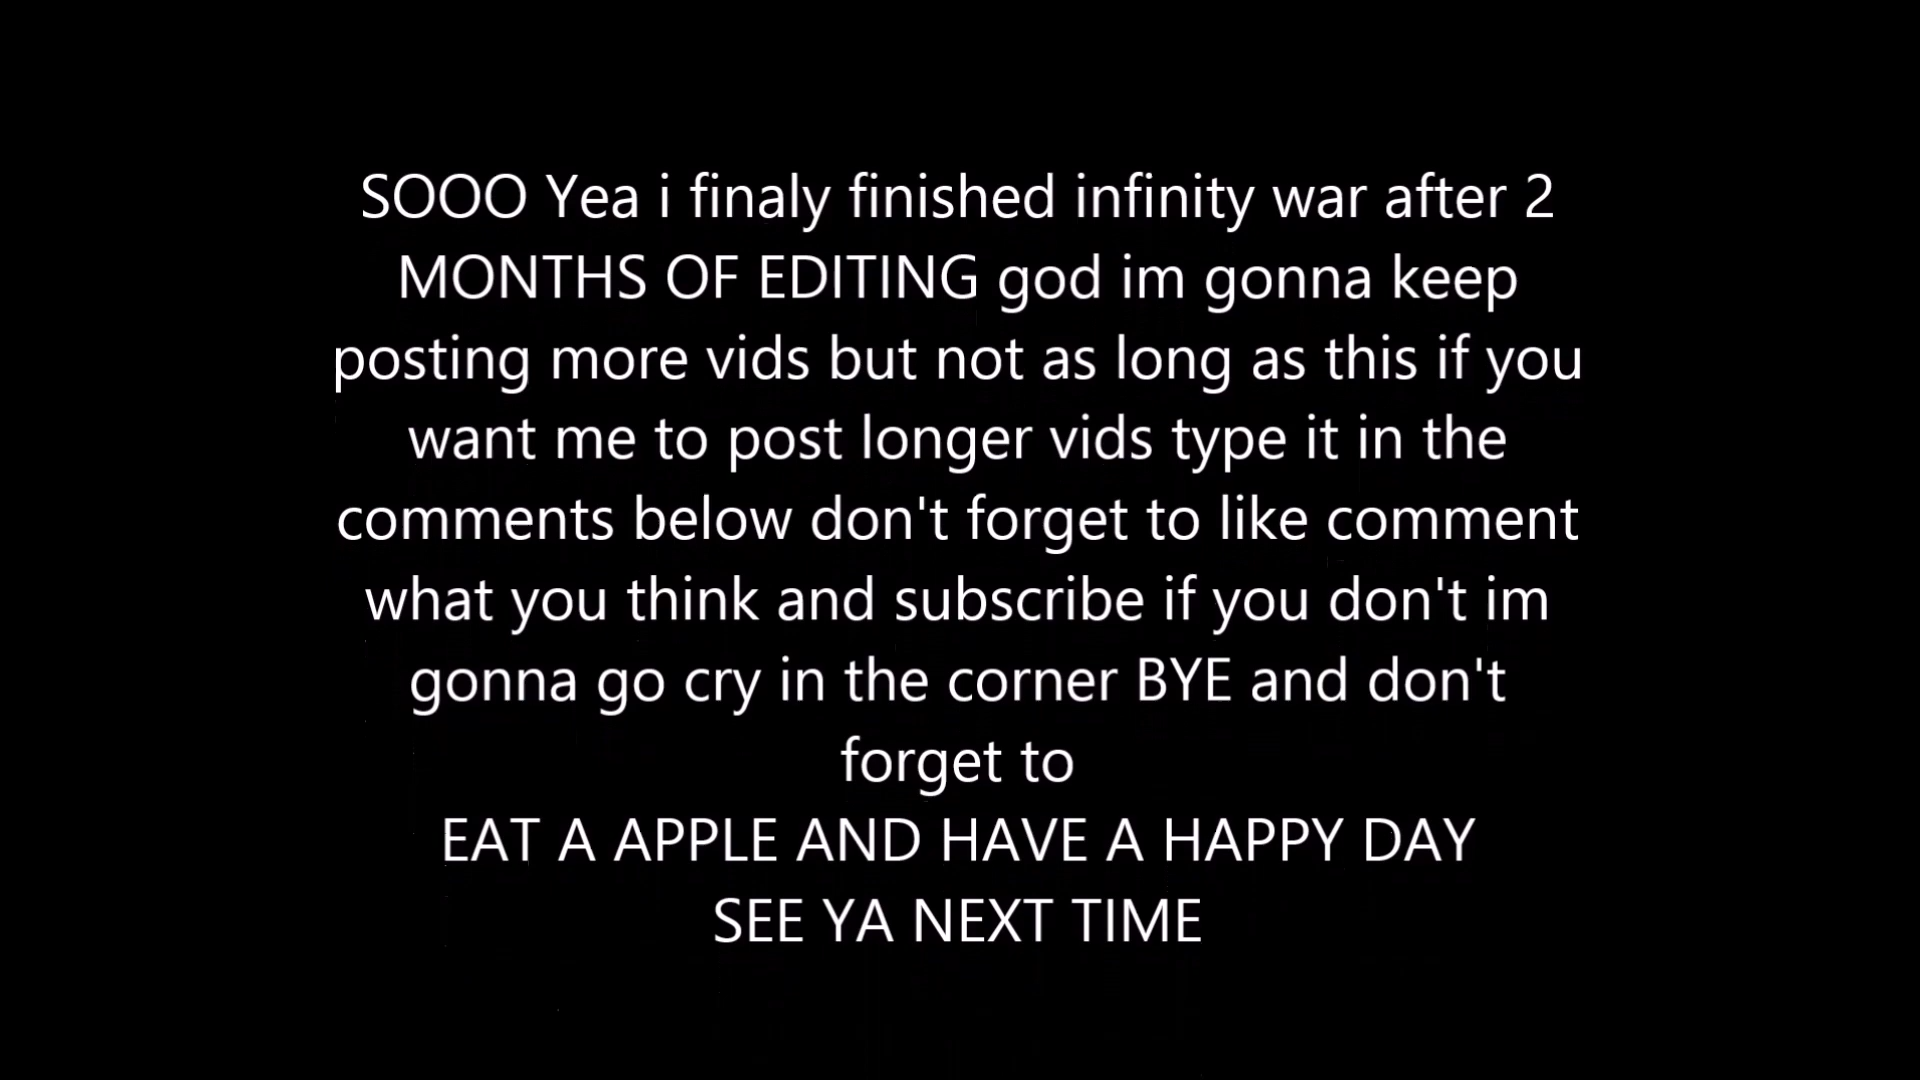 SOOO Yea i finaly finished infinity war after 2
MONTHS OF EDITING god im gonna keep
posting more vids but not as long as this if you
want me to post longer vids type it in the
comments below don't forget to like comment
what you think and subscribe if you don't im
gonna go cry in the corner BYE and don't
forget to
EAT A APPLE AND HAVE A HAPPY DAY
SEE YA NEXT TIME